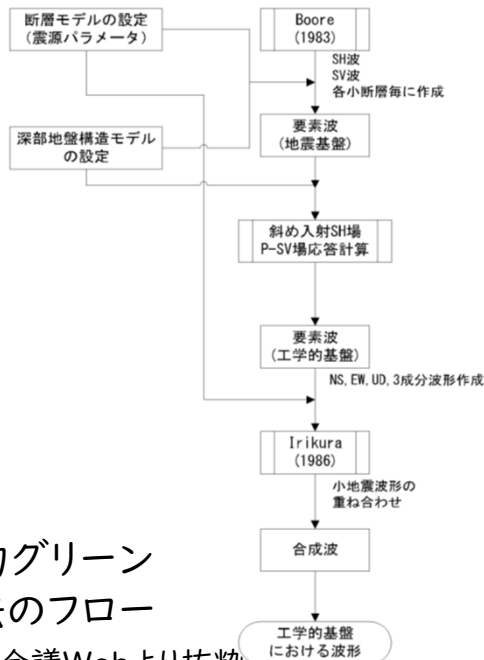 断層モデルの設定
(震源パラメータ)
Boore
(1983)
SH波
SV波
各小断層毎に作成
深部地盤構造モデル
の設定
要素波
(地震基盤)
斜め入射SH場
P-SV場応答計算
要素波
(工学的基盤)
NS,EW,UD,3成分波形作成
Irikura
(1986)
小地震波形の
重ね合わせ
合成波
グリーン
のフロー
会議Webより抜粋
工学的基盤
における波形